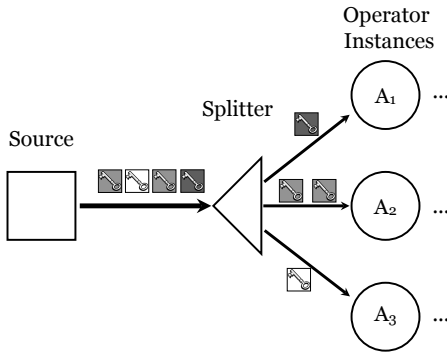 Operator
Instances
Splitter
Source
A1
...
A2
...
A3
...